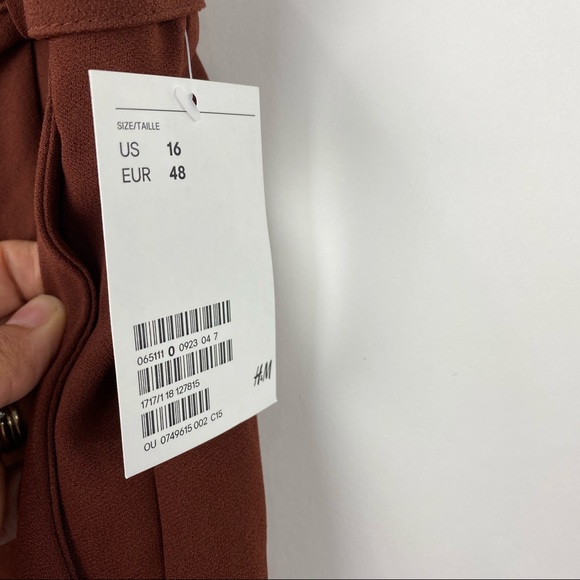 SIZE/TAILLE
US 16
EUR 48
065111 0 0923 04 7
1717/1 18 127815
H&M
OU 0749615 002 C15